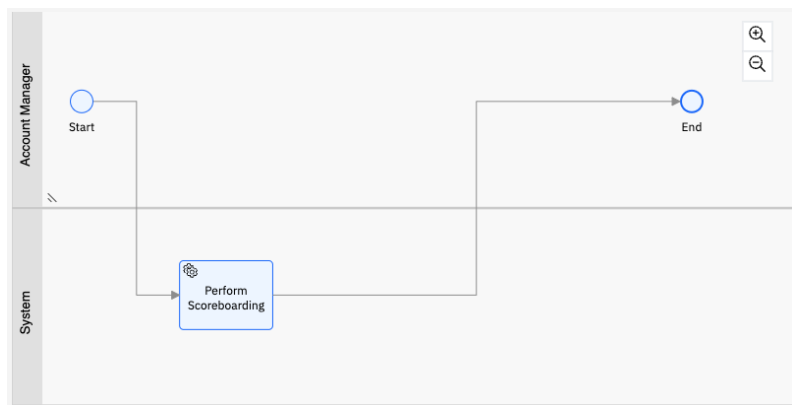 Account Manager
Start
End
System
Perform
Scoreboarding